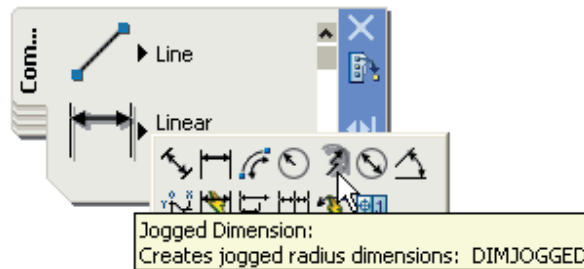 Com...
Line
Linear
Jogged Dimension:
Creates jogged radius dimensions: DIMJOGGED